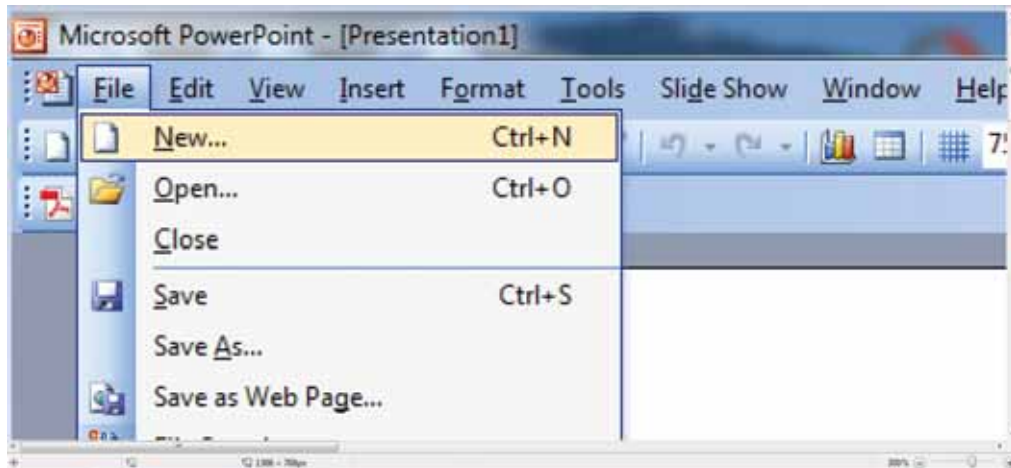 Microsoft PowerPoint - [Presentation1]
File Edit View Insert Format Tools Slide Show Window Help
New... Ctrl+N
Open... Ctrl+O
Close
Save Ctrl+S
Save As...
Save as Web Page...